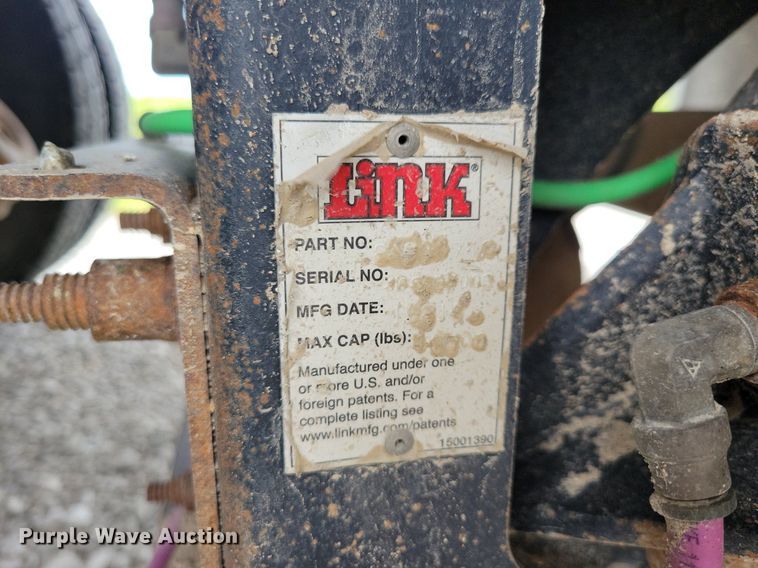 Link®
PART NO:
SERIAL NO:
MFG DATE:
MAX CAP (lbs):
Manufactured under one
or more U.S. and/or
foreign patents. For a
complete listing see
www.linkmfg.com/patents
15001390
Purple Wave Auction